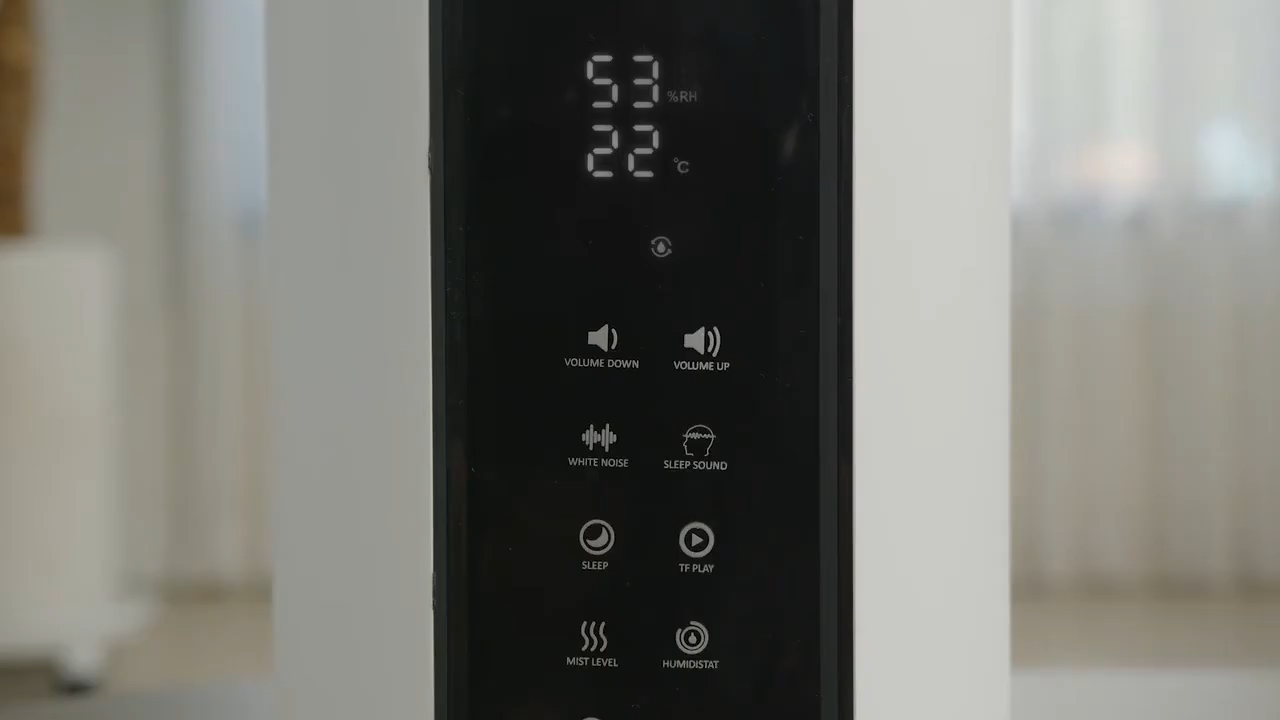 53 %RH
22 °C
VOLUME DOWN VOLUME UP
WHITE NOISE SLEEP SOUND
SLEEP TF PLAY
MIST LEVEL HUMIDISTAT